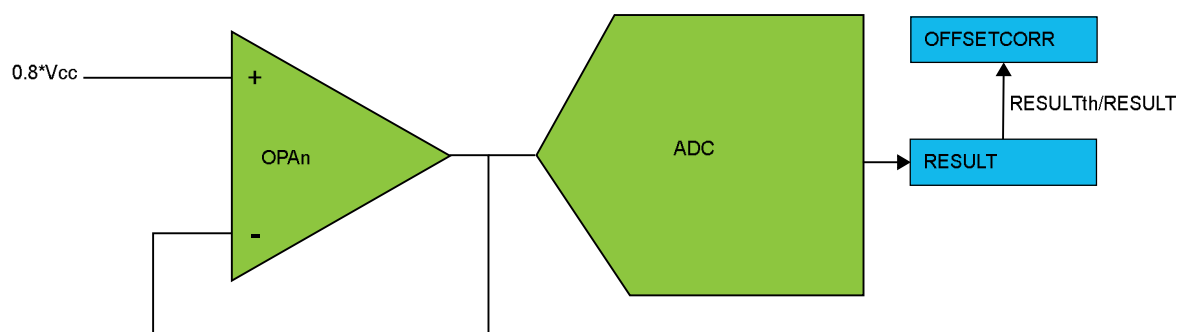 OFFSETCORR
0.8*Vcc
+
RESULTth/RESULT
OPAn
ADC
RESULT
-